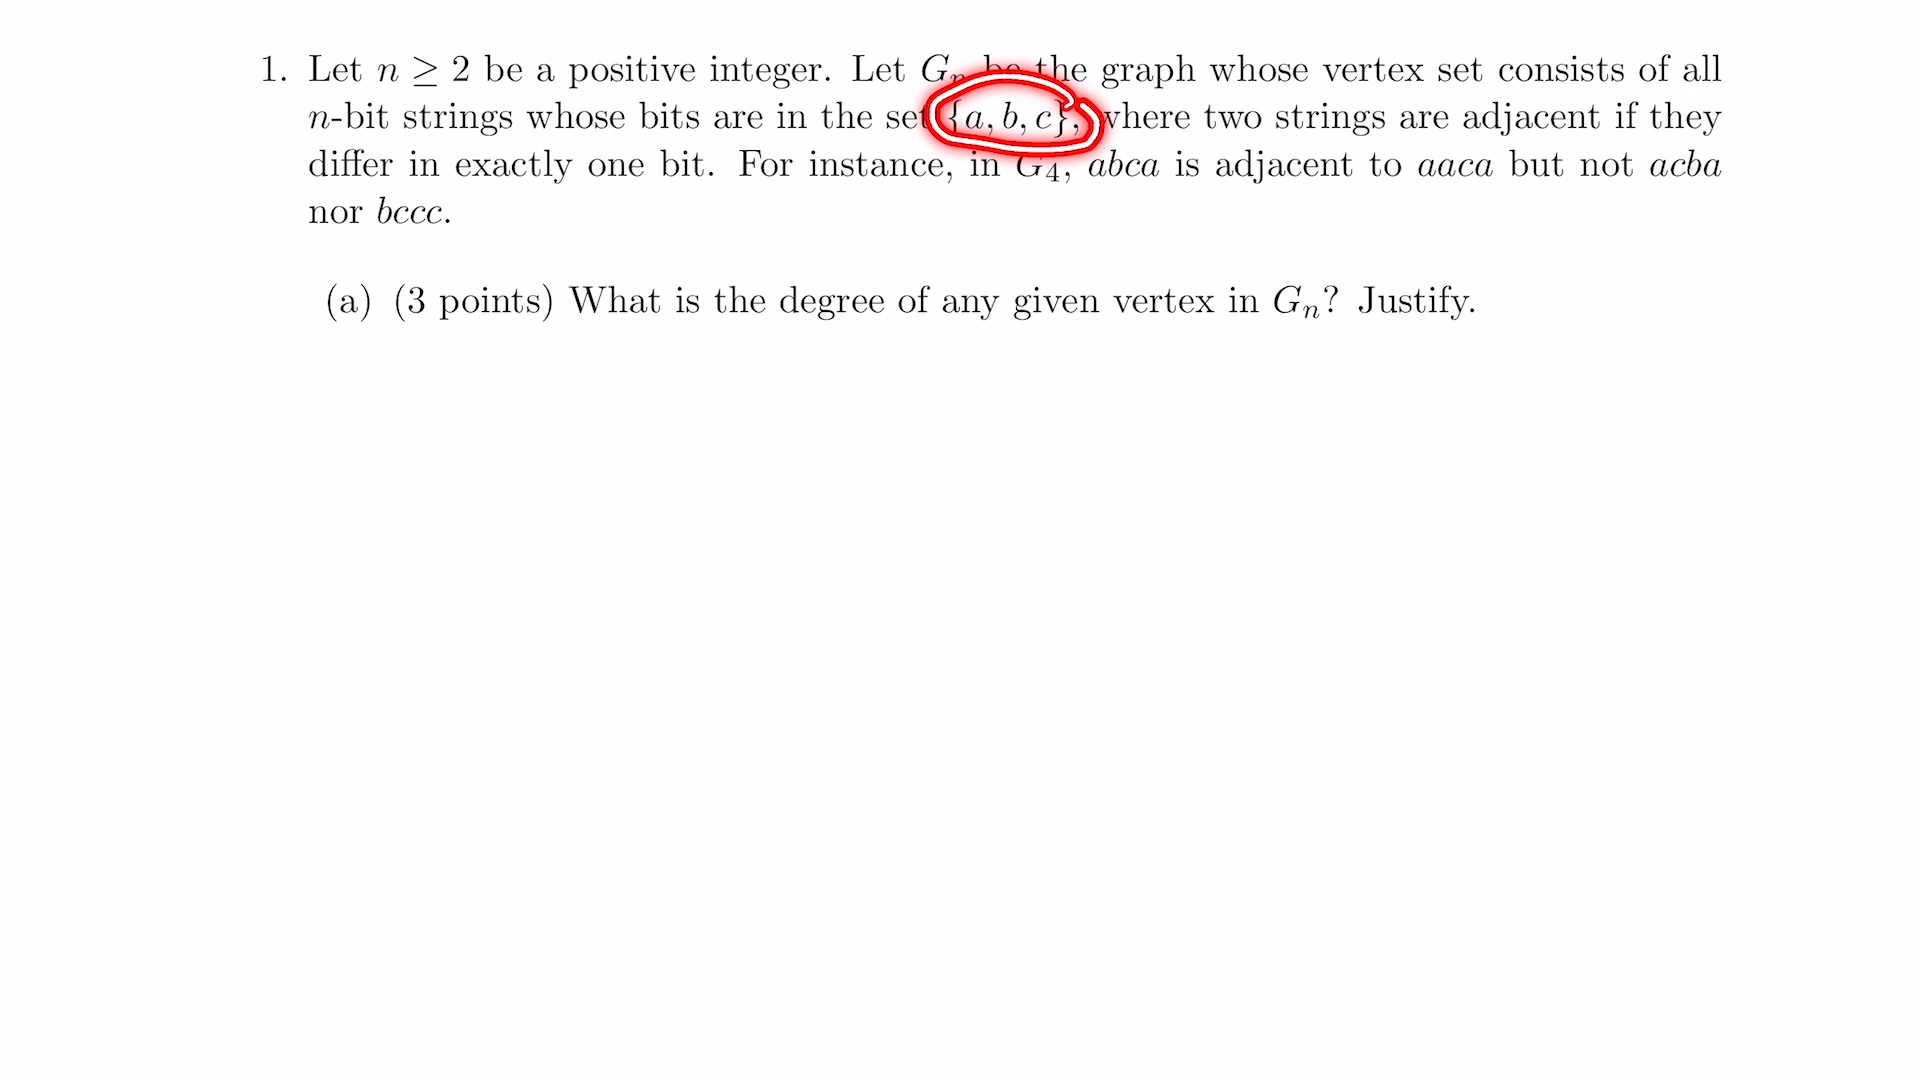 1. Let n ≥ 2 be a positive integer. Let Gₙ be the graph whose vertex set consists of all
n-bit strings whose bits are in the set {a, b, c}, where two strings are adjacent if they
differ in exactly one bit. For instance, in G₄, abca is adjacent to aaca but not acba
nor bccc.
(a) (3 points) What is the degree of any given vertex in Gₙ? Justify.